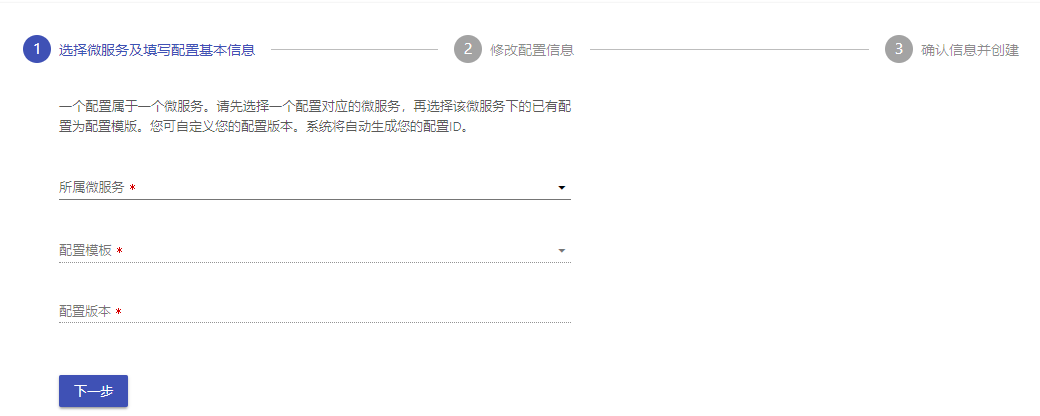 1 选择微服务及填写配置基本信息 2 修改配置信息 3 确认信息并创建
一个配置属于一个微服务。请先选择一个配置对应的微服务，再选择该微服务下的已有配
置为配置模版。您可自定义您的配置版本。系统将自动生成您的配置ID。
所属微服务 *
配置模板 *
配置版本 *
下一步